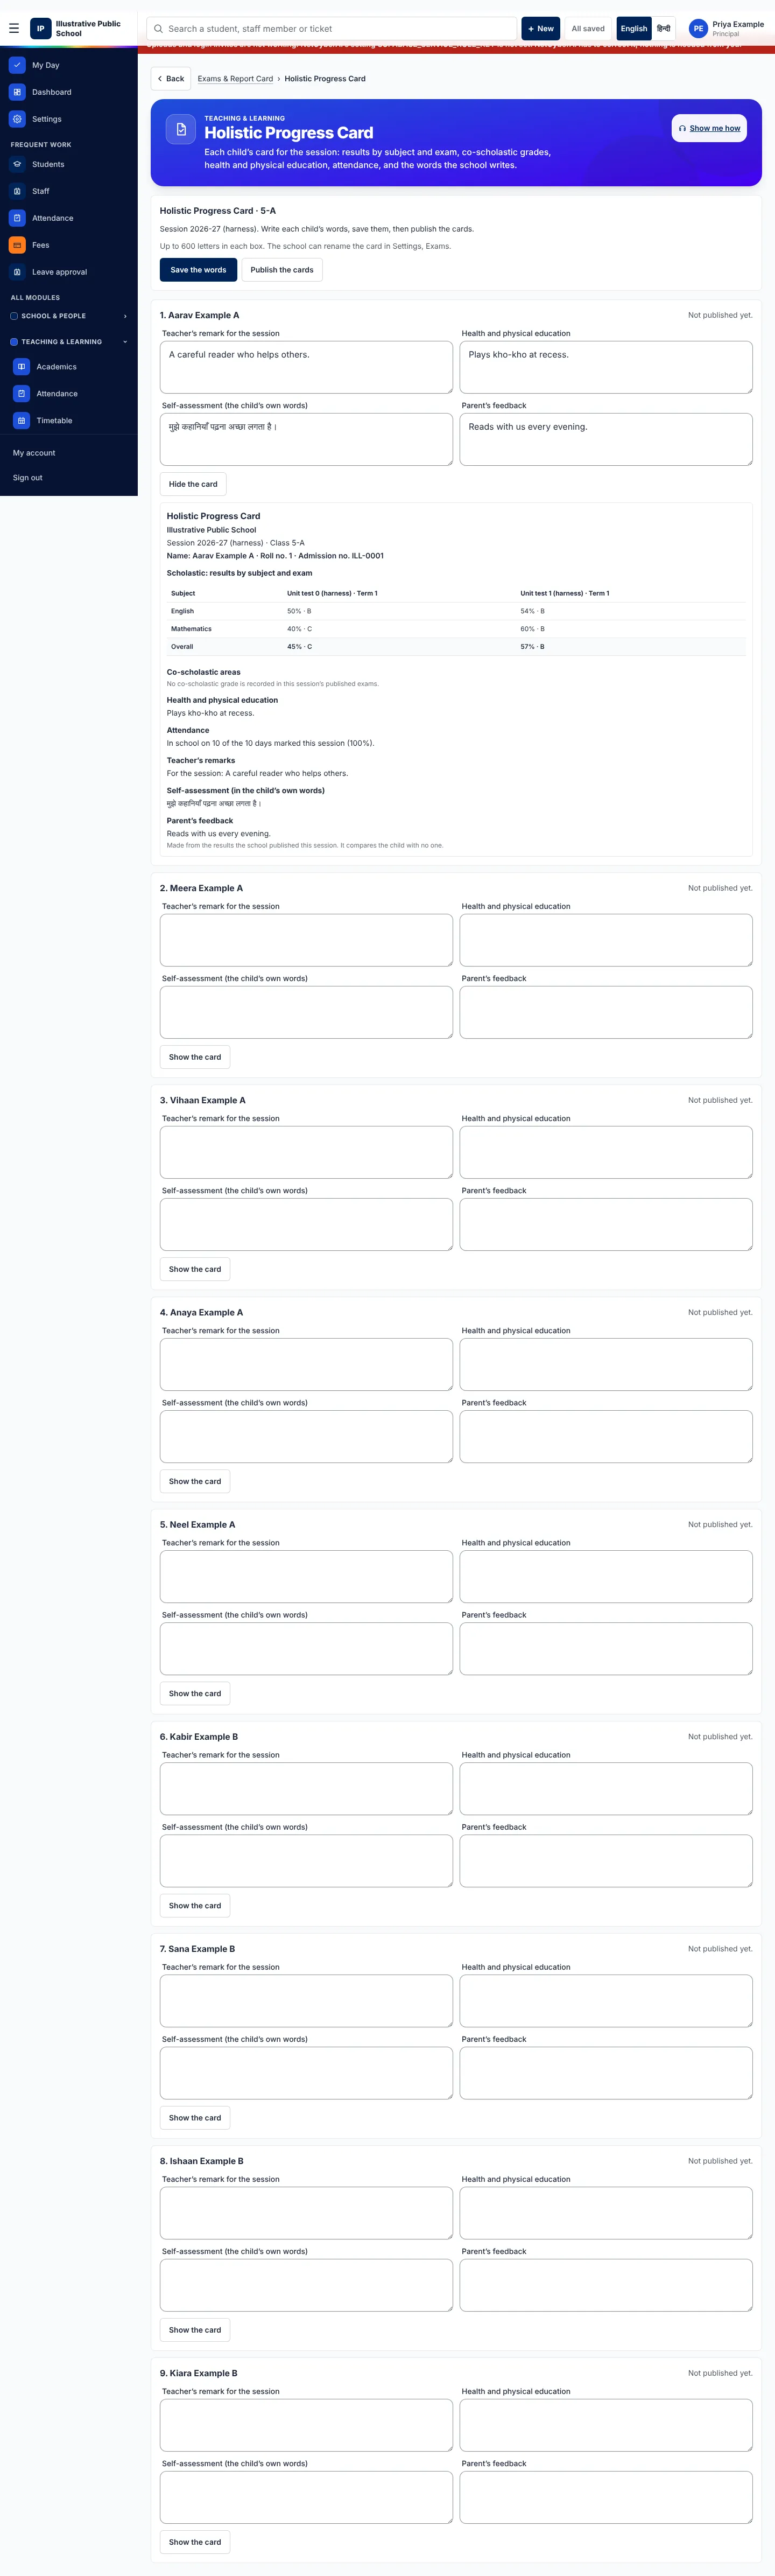 ☰
IP
Illustrative Public
School
Search a student, staff member or ticket
+ New
All saved
English
हिन्दी
PE
Priya Example
Principal
My Day
Dashboard
Settings
FREQUENT WORK
Students
Staff
Attendance
Fees
Leave approval
ALL MODULES
SCHOOL & PEOPLE
TEACHING & LEARNING
Academics
Attendance
Timetable
My account
Sign out
Back
Exams & Report Card › Holistic Progress Card
TEACHING & LEARNING
Holistic Progress Card
Each child's card for the session: results by subject and exam, co-scholastic grades,
health and physical education, attendance, and the words the school writes.
Show me how
Holistic Progress Card · 5-A
Session 2026-27 (harness). Write each child's words, save them, then publish the cards.
Up to 600 letters in each box. The school can rename the card in Settings, Exams.
Save the words
Publish the cards
1. Aarav Example A
Not published yet.
Teacher's remark for the session
Health and physical education
A careful reader who helps others.
Plays kho-kho at recess.
Self-assessment (the child's own words)
Parent's feedback
मुझे कहानियाँ पढ़ना अच्छा लगता है।
Reads with us every evening.
Hide the card
Holistic Progress Card
Illustrative Public School
Session 2026-27 (harness) · Class 5-A
Name: Aarav Example A · Roll no. 1 · Admission no. ILL-0001
Scholastic: results by subject and exam
Subject Unit test 0 (harness) · Term 1 Unit test 1 (harness) · Term 1
English 50% · B 54% · B
Mathematics 40% · C 60% · B
Overall 45% · C 57% · B
Co-scholastic areas
No co-scholastic grade is recorded in this session's published exams.
Health and physical education
Plays kho-kho at recess.
Attendance
In school on 10 of the 10 days marked this session (100%).
Teacher's remarks
For the session: A careful reader who helps others.
Self-assessment (in the child's own words)
मुझे कहानियाँ पढ़ना अच्छा लगता है।
Parent's feedback
Reads with us every evening.
Made from the results the school published this session. It compares the child with no one.
2. Meera Example A
Not published yet.
Teacher's remark for the session
Health and physical education
Self-assessment (the child's own words)
Parent's feedback
Show the card
3. Vihaan Example A
Not published yet.
Teacher's remark for the session
Health and physical education
Self-assessment (the child's own words)
Parent's feedback
Show the card
4. Anaya Example A
Not published yet.
Teacher's remark for the session
Health and physical education
Self-assessment (the child's own words)
Parent's feedback
Show the card
5. Neel Example A
Not published yet.
Teacher's remark for the session
Health and physical education
Self-assessment (the child's own words)
Parent's feedback
Show the card
6. Kabir Example B
Not published yet.
Teacher's remark for the session
Health and physical education
Self-assessment (the child's own words)
Parent's feedback
Show the card
7. Sana Example B
Not published yet.
Teacher's remark for the session
Health and physical education
Self-assessment (the child's own words)
Parent's feedback
Show the card
8. Ishaan Example B
Not published yet.
Teacher's remark for the session
Health and physical education
Self-assessment (the child's own words)
Parent's feedback
Show the card
9. Kiara Example B
Not published yet.
Teacher's remark for the session
Health and physical education
Self-assessment (the child's own words)
Parent's feedback
Show the card